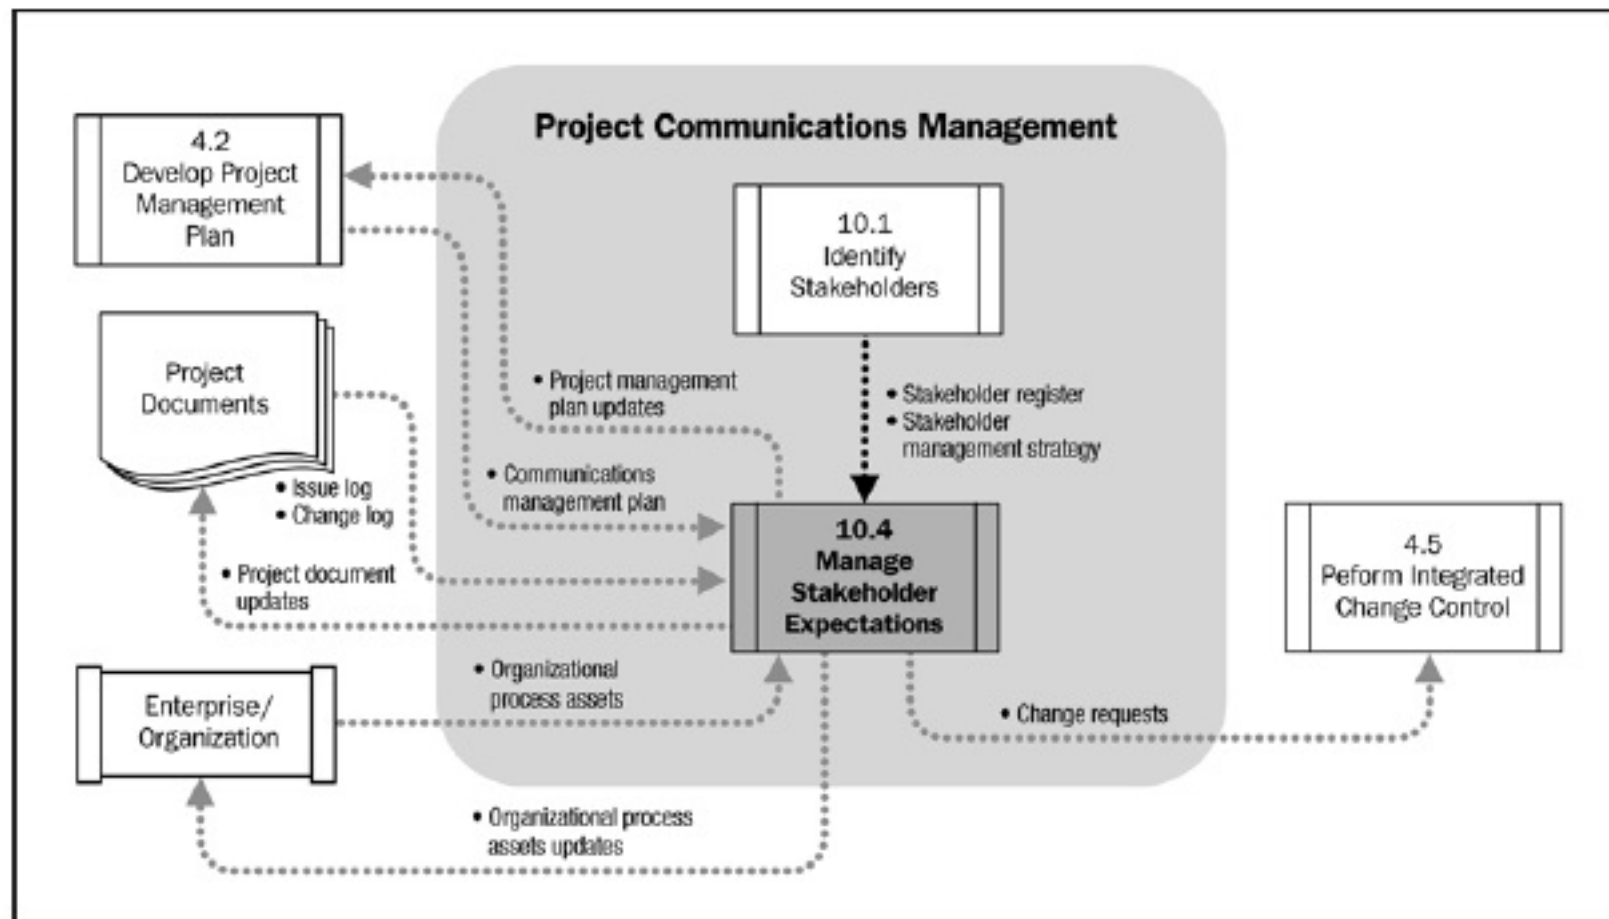 Project Communications Management
4.2
Develop Project
Management
Plan
10.1
Identify
Stakeholders
Project
Documents
• Project management
plan updates
• Stakeholder register
• Stakeholder
management strategy
• Communications
management plan
• Issue log
• Change log
10.4
Manage
Stakeholder
Expectations
4.5
Peform Integrated
Change Control
• Project document
updates
• Organizational
process assets
Enterprise/
Organization
• Change requests
• Organizational process
assets updates